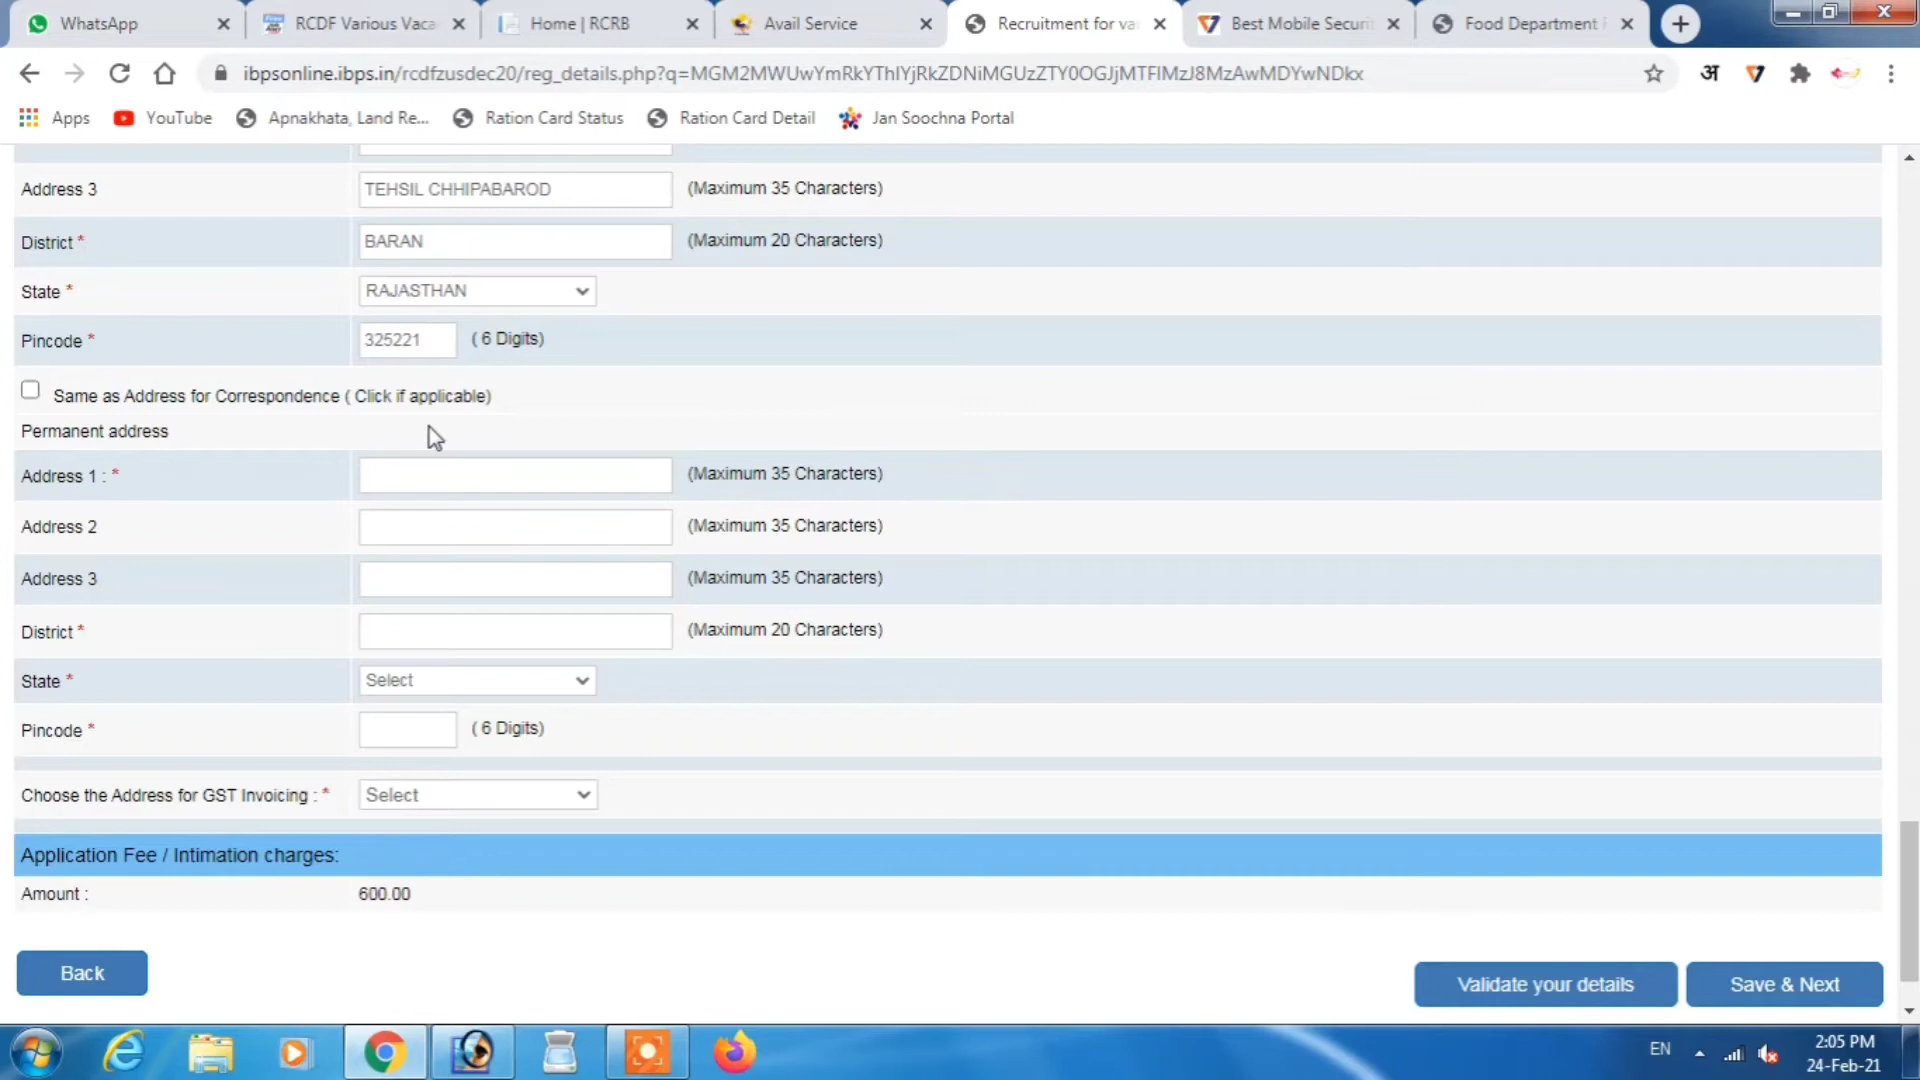 WhatsApp
RCDF Various Vaca
Home | RCRB
Avail Service
Recruitment for va
Best Mobile Securi
Food Department
ibpsonline.ibps.in/rcdfzusdec20/reg_details.php?q=MGM2MWUwYmRkYThlYjRkZDNiMGUzZTY0OGJjMTFlMzJ8MzAwMDYwNDkx
अ
Apps
YouTube
Apnakhata, Land Re...
Ration Card Status
Ration Card Detail
Jan Soochna Portal
Address 3 TEHSIL CHHIPABAROD (Maximum 35 Characters)
District * BARAN (Maximum 20 Characters)
State * RAJASTHAN
Pincode * 325221 ( 6 Digits)
Same as Address for Correspondence ( Click if applicable)
Permanent address
Address 1 : * (Maximum 35 Characters)
Address 2 (Maximum 35 Characters)
Address 3 (Maximum 35 Characters)
District * (Maximum 20 Characters)
State * Select
Pincode * ( 6 Digits)
Choose the Address for GST Invoicing : * Select
Application Fee / Intimation charges:
Amount : 600.00
Back
Validate your details
Save & Next
EN
2:05 PM
24-Feb-21